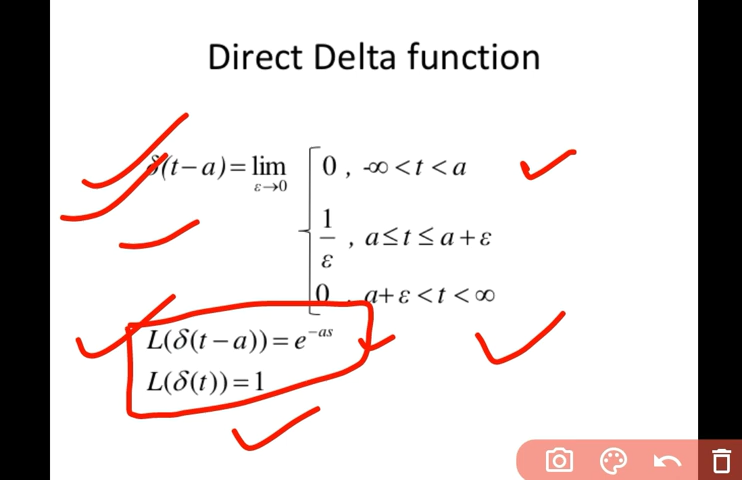 Direct Delta function
δ(t−a)= lim ε→0
0 , -∞ < t < a
1/ε , a ≤ t ≤ a + ε
0 , a + ε < t < ∞
L(δ(t − a)) = e^−as
L(δ(t)) = 1